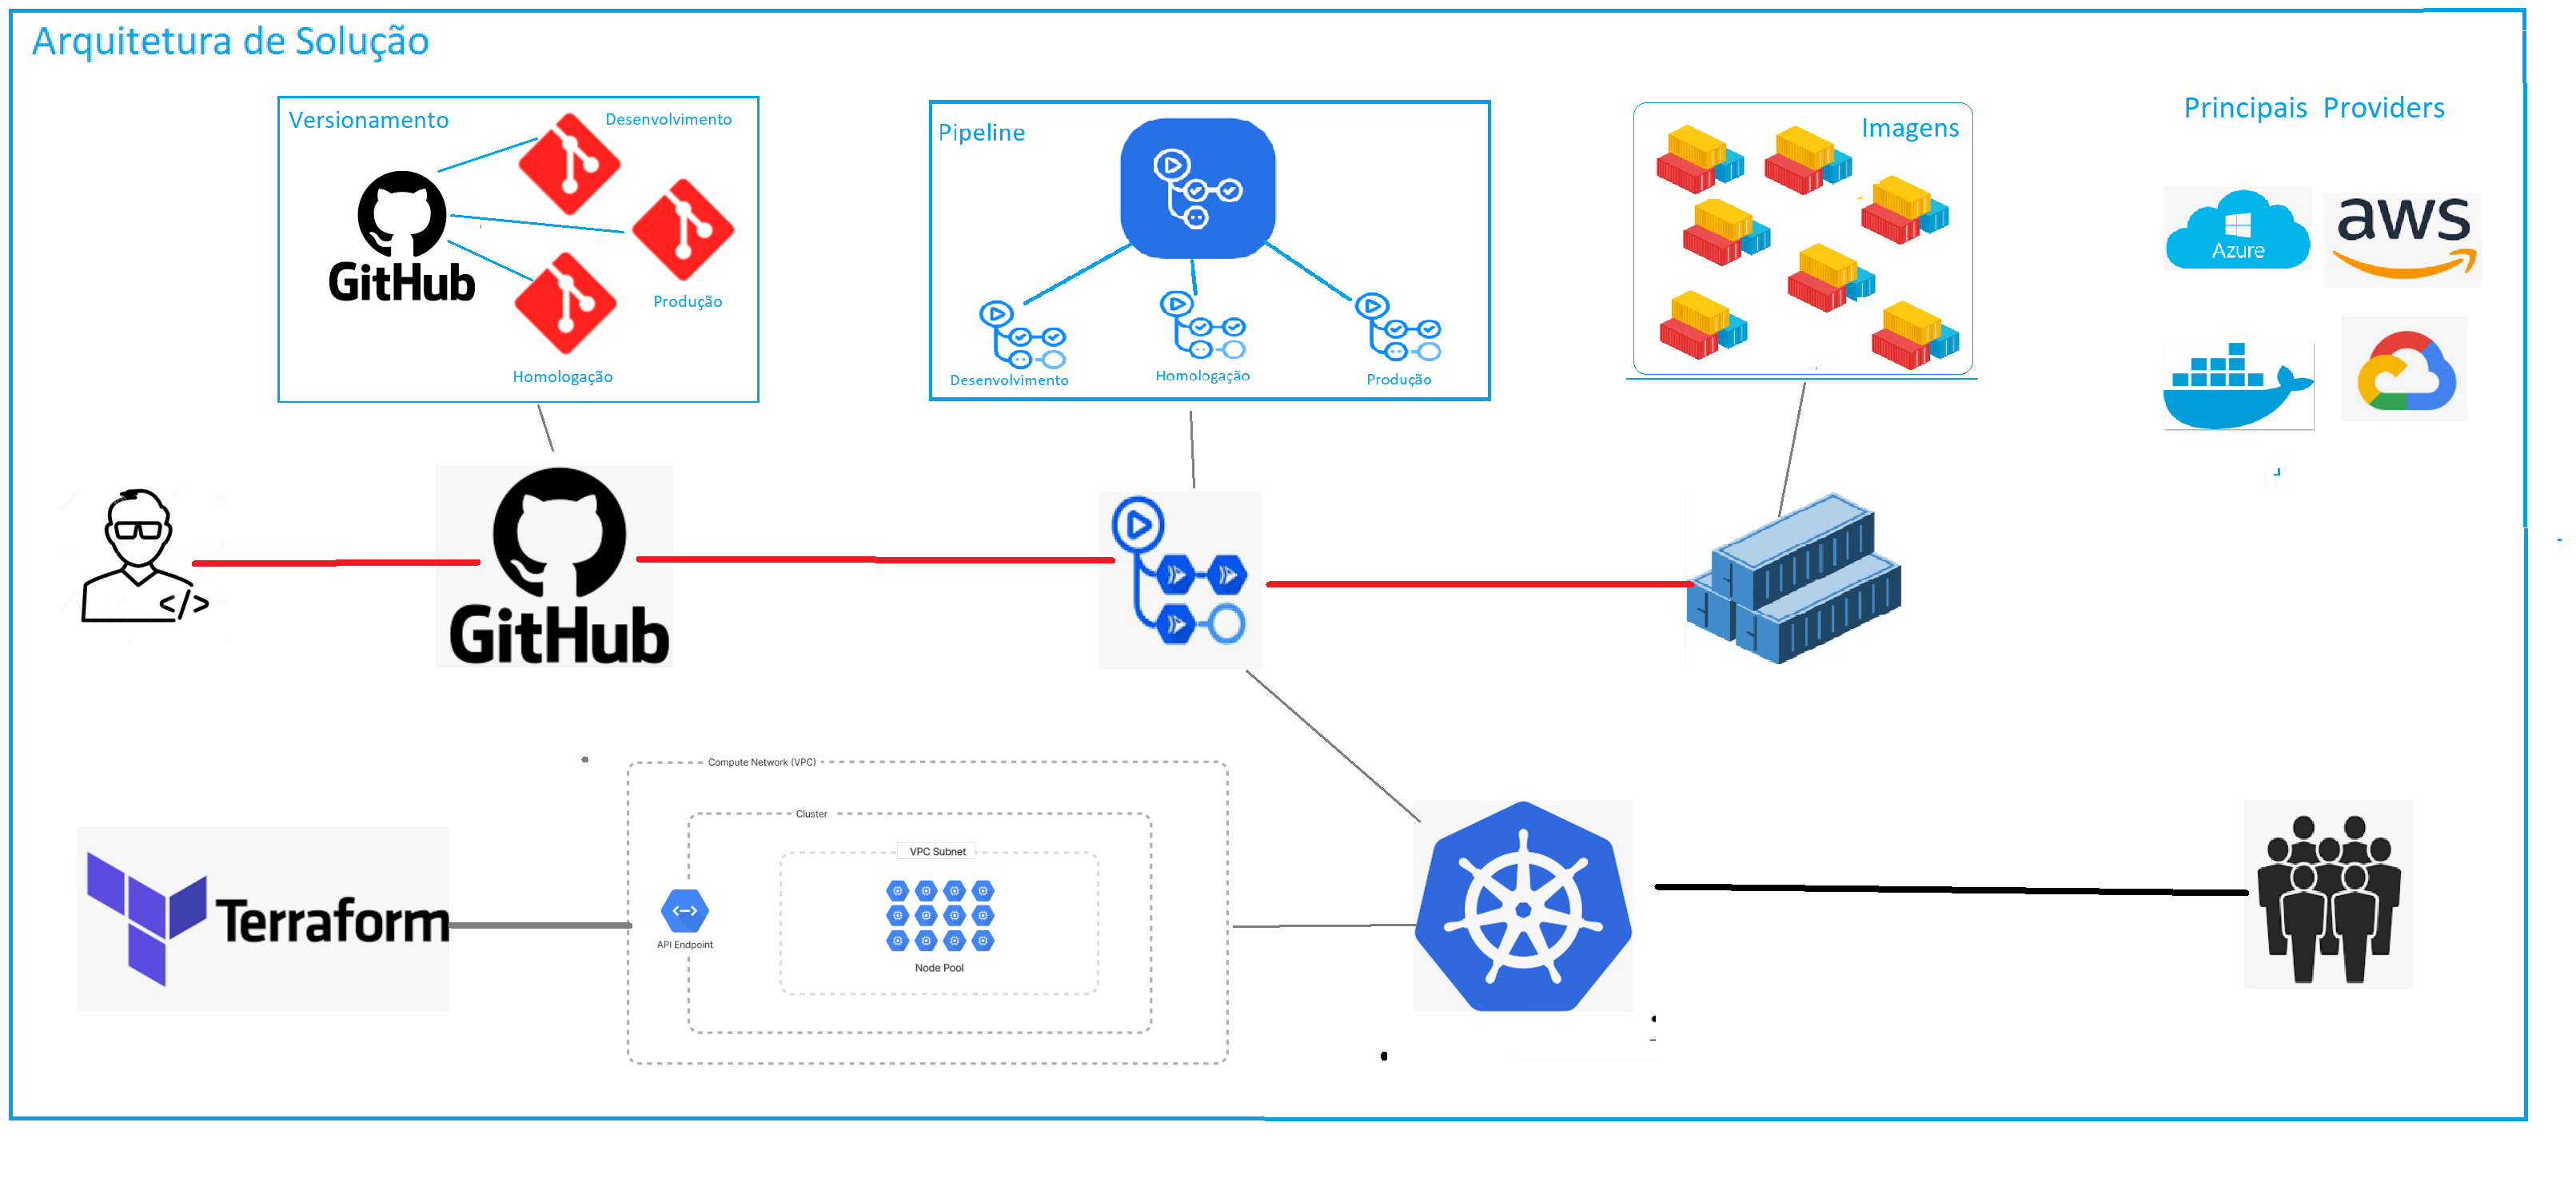 Arquitetura de Solução
Versionamento
Desenvolvimento
GitHub
Produção
Homologação
Pipeline
Desenvolvimento
Homologação
Produção
Imagens
Principais Providers
Azure
aws
</>
GitHub
Terraform
Compute Network (VPC)
Cluster
VPC Subnet
API Endpoint
Node Pool